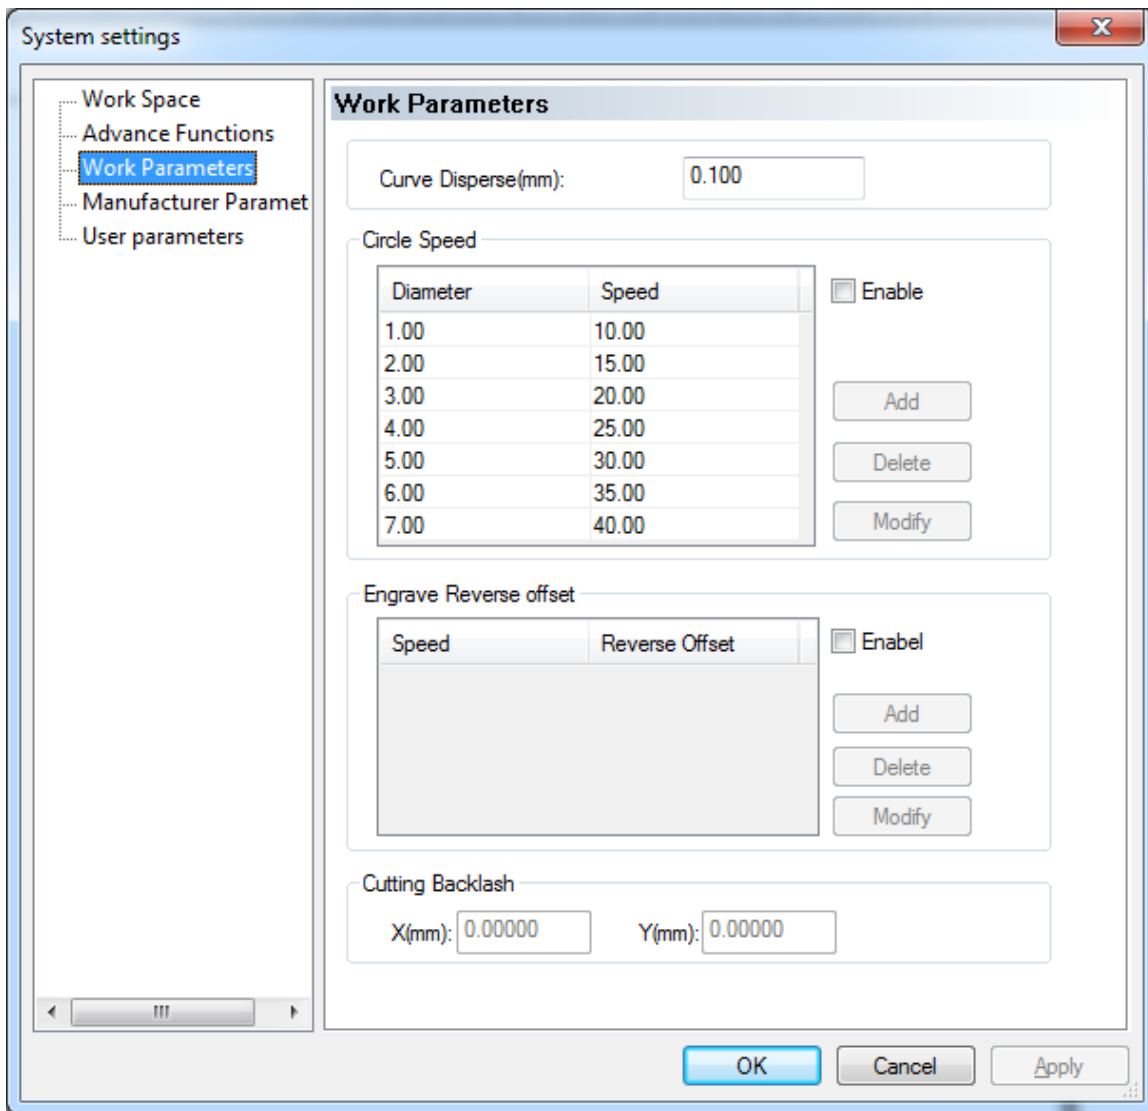 System settings
Work Space
Advance Functions
Work Parameters
Manufacturer Paramet
User parameters
Work Parameters
Curve Disperse(mm): 0.100
Circle Speed
Diameter Speed
Enable
1.00 10.00
2.00 15.00
3.00 20.00
4.00 25.00
5.00 30.00
6.00 35.00
7.00 40.00
Add
Delete
Modify
Engrave Reverse offset
Speed Reverse Offset
Enabel
Add
Delete
Modify
Cutting Backlash
X(mm): 0.00000 Y(mm): 0.00000
OK Cancel Apply